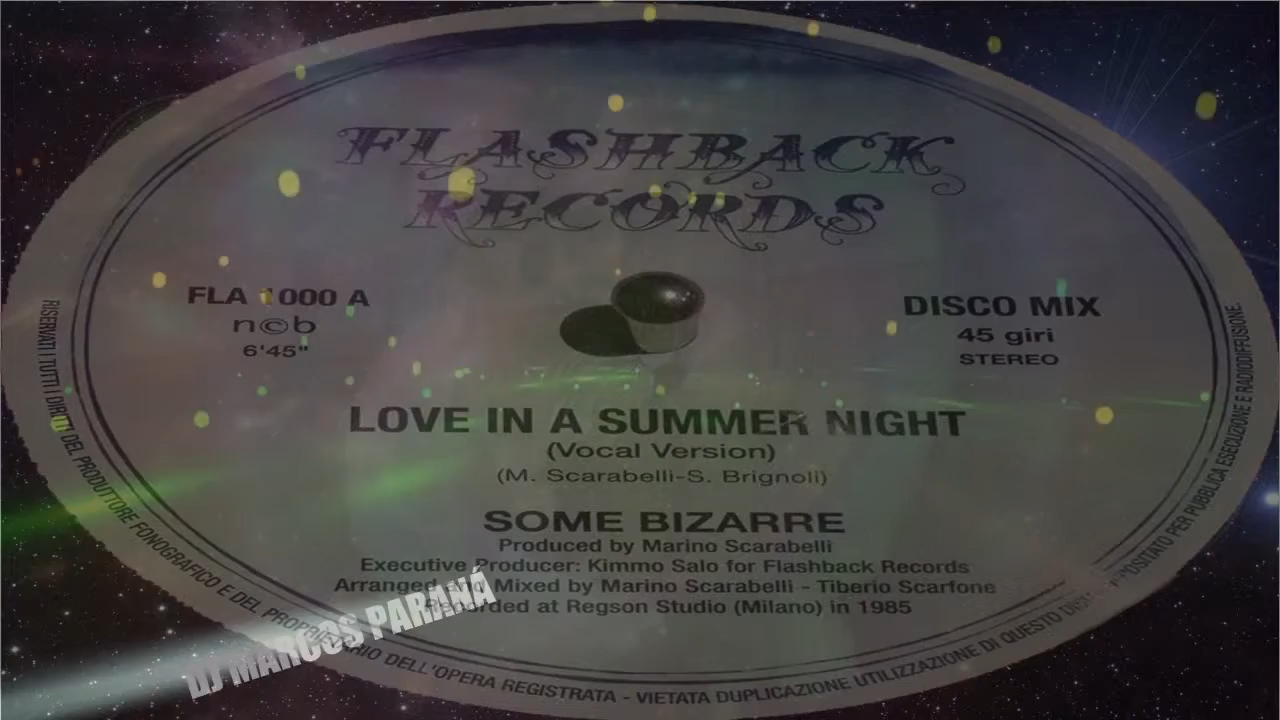 FLASHBACK
RECORDS
FLA 1000 A
n©b
6'45"
DISCO MIX
45 giri
STEREO
LOVE IN A SUMMER NIGHT
(Vocal Version)
(M. Scarabelli-S. Brignoli)
SOME BIZARRE
Produced by Marino Scarabelli
Executive Producer: Kimmo Salo for Flashback Records
Arranged and Mixed by Marino Scarabelli - Tiberio Scarfone
Recorded at Regson Studio (Milano) in 1985
RISERVATI TUTTI I DIRITTI DEL PRODUTTORE FONOGRAFICO E DEL PROPRIETARIO DELL'OPERA REGISTRATA - VIETATA DUPLICAZIONE UTILIZZAZIONE DI QUESTO PER PUBBLICA ESECUZIONE E RADIODIFFUSIONE.
DJ MARCOS PARANÁ